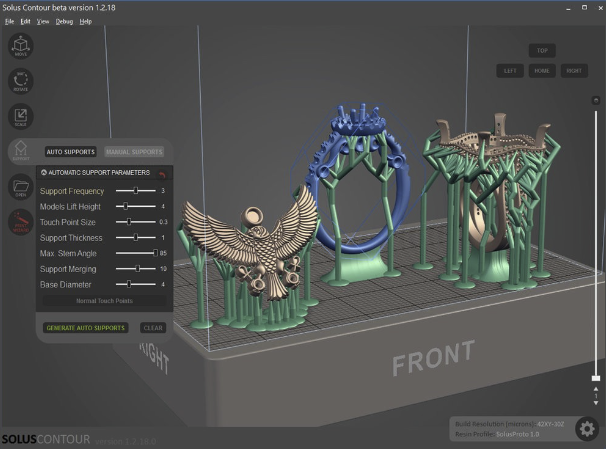 Solus Contour beta version 1.2.18
File Edit View Debug Help
MOVE
ROTATE
SCALE
SUPPORT
OPEN
TOP
LEFT HOME RIGHT
AUTO SUPPORTS MANUAL SUPPORTS
AUTOMATIC SUPPORT PARAMETERS
Support Frequency 3
Models Lift Height 4
Touch Point Size 0.3
Support Thickness 1
Max. Stem Angle 85
Support Merging 10
Base Diameter 4
Normal Touch Points
GENERATE AUTO SUPPORTS CLEAR
RIGHT
FRONT
1
Build Resolution (microns): 42XY-30Z
Resin Profile: SolusProto 1.0
SOLUSCONTOUR version 1.2.18.0